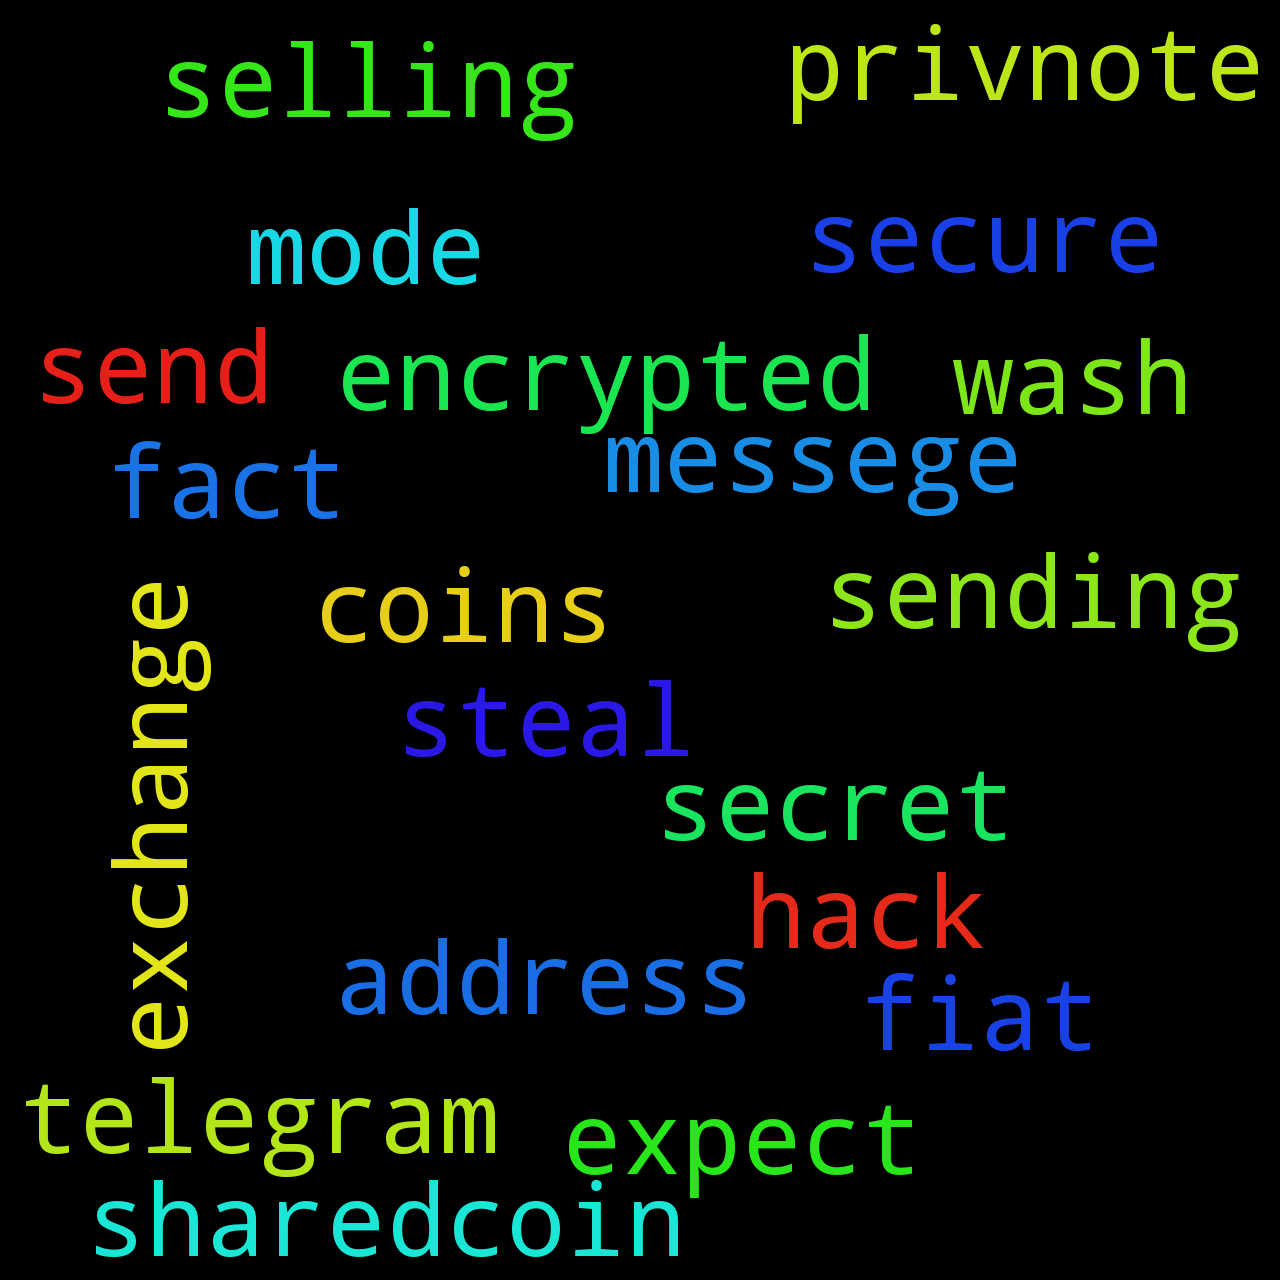 selling privnote
mode secure
send encrypted wash
fact messege
exchange coins sending
steal
secret
hack
address fiat
telegram expect
sharedcoin